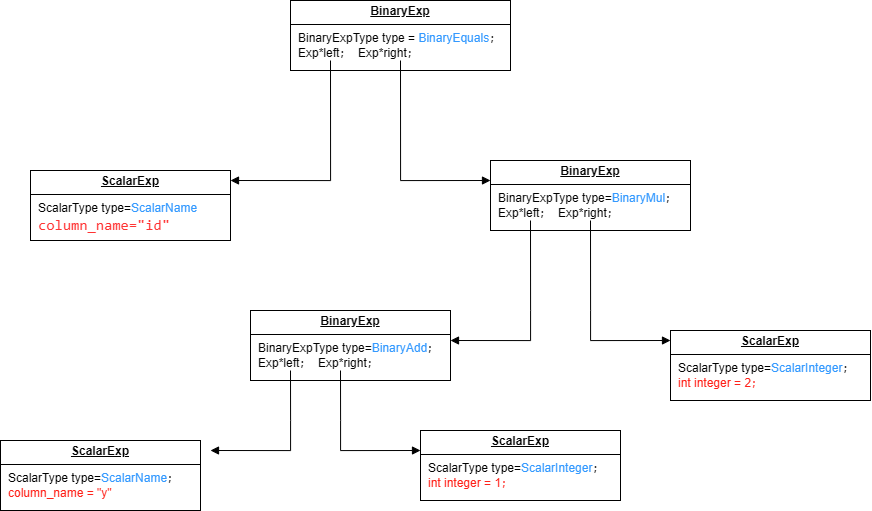 BinaryExp
BinaryExpType type = BinaryEquals;
Exp*left;    Exp*right;
ScalarExp
ScalarType type=ScalarName
column_name="id"
BinaryExp
BinaryExpType type=BinaryMul;
Exp*left;    Exp*right;
BinaryExp
BinaryExpType type=BinaryAdd;
Exp*left;    Exp*right;
ScalarExp
ScalarType type=ScalarInteger;
int integer = 2;
ScalarExp
ScalarType type=ScalarName;
column_name = "y"
ScalarExp
ScalarType type=ScalarInteger;
int integer = 1;